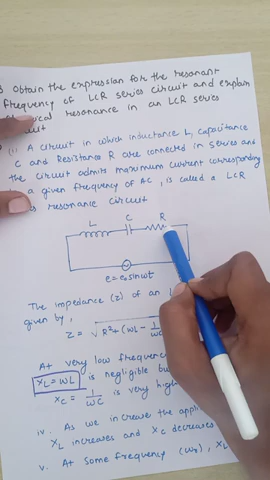 obtain the expression for the resonant
frequency of LCR series circuit and explain
resonance in an LCR series
(i) A circuit in which inductance L, capacitance
C and Resistance R are connected in series and
the circuit admits maximum current corresponding
a given frequency of AC, is called a LCR
resonance circuit
L C R
e = e₀ sinωt
The impedance (Z) of an
given by,
Z = √R² + (ωL - 1/ωC
At very low frequenc
XL = ωL is negligible bu
XC = 1/ωC is very high
iv. As we increase the appli
XL increases and XC decreases
v. At some frequency (ωr), XL